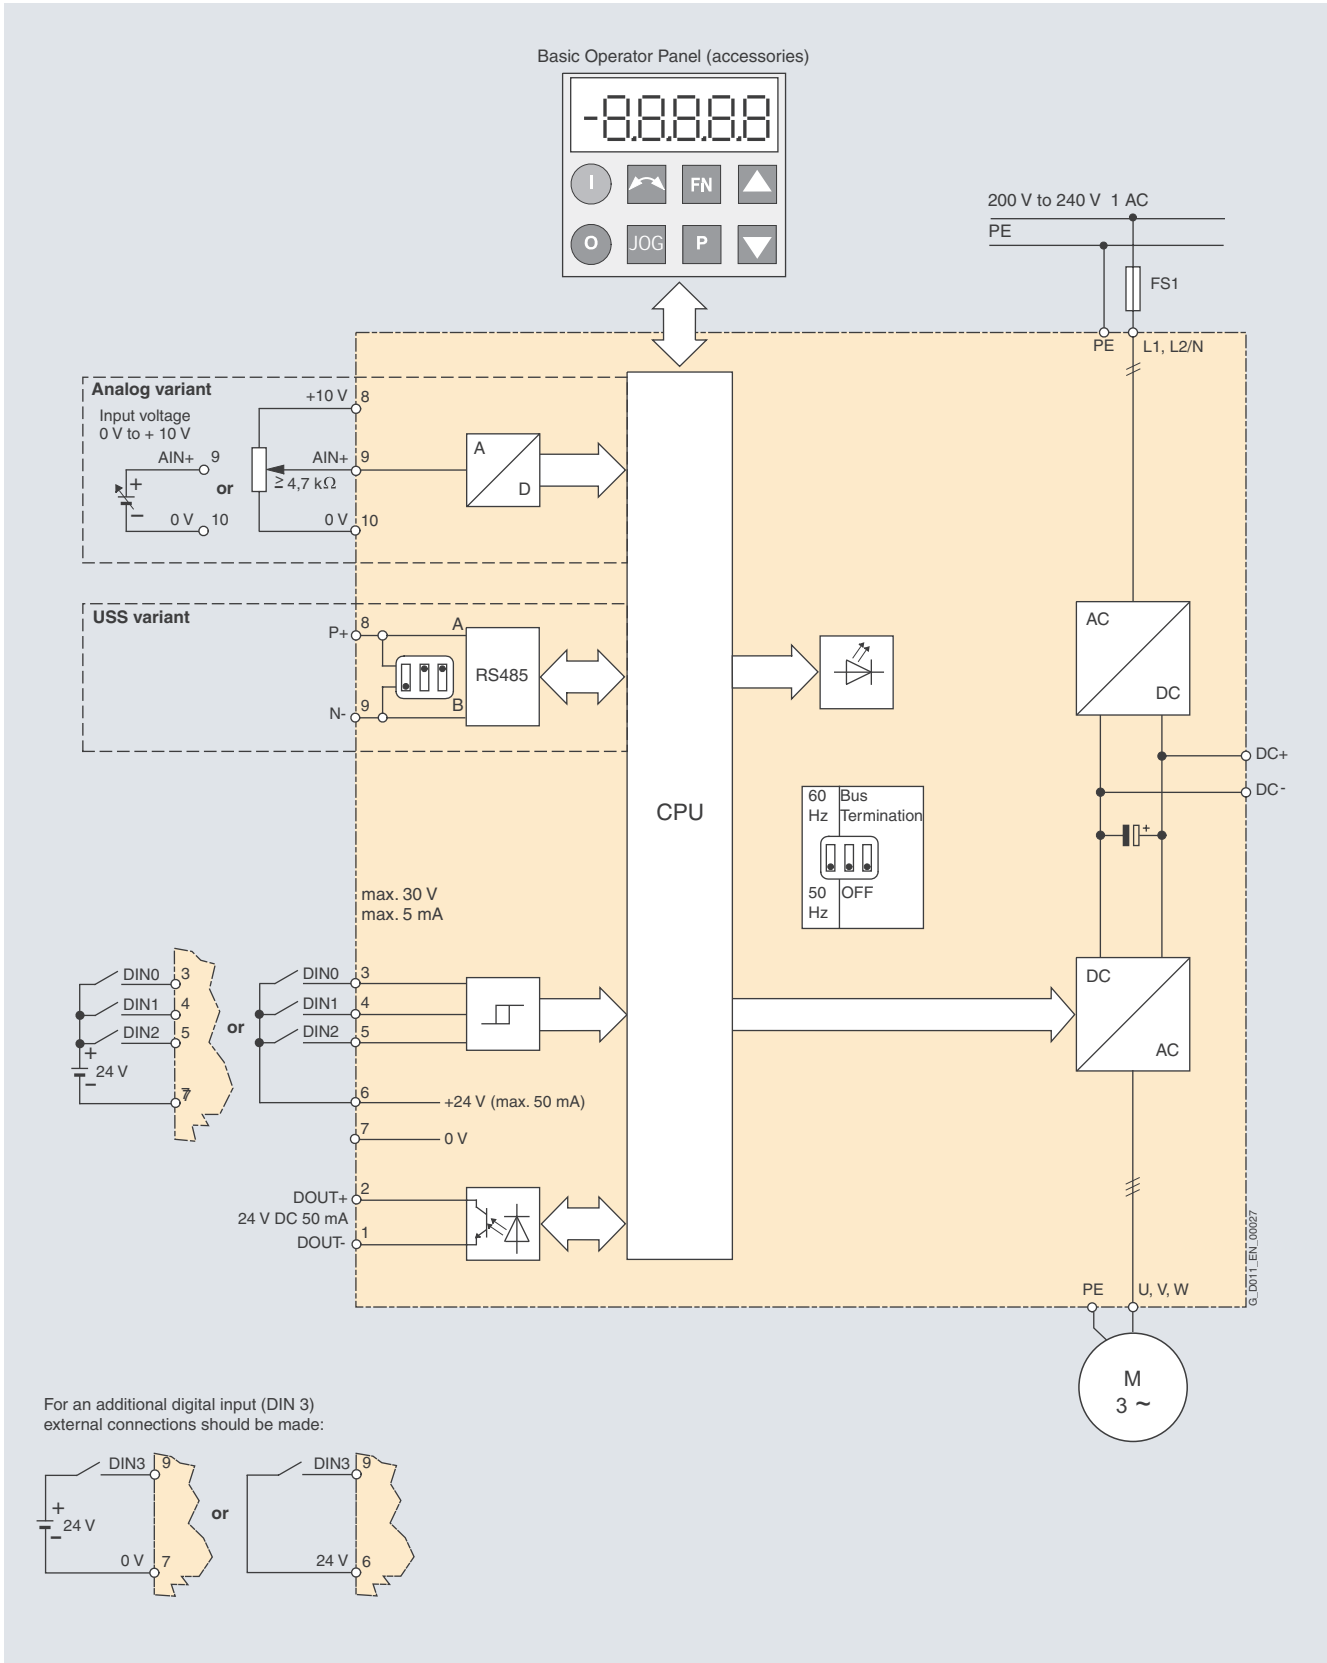 Basic Operator Panel (accessories)
-8.8.8.8.8
I
FN
O
JOG
P
200 V to 240 V 1 AC
PE
FS1
PE
L1, L2/N
Analog variant
Input voltage
0 V to + 10 V
+10 V
8
AIN+
9
or
AIN+
9
≥ 4,7 kΩ
+
−
0 V
10
0 V
10
A
D
USS variant
P+
8
A
RS485
N-
9
B
CPU
AC
DC
DC+
DC-
+
60
Hz
Bus
Termination
50
Hz
OFF
max. 30 V
max. 5 mA
DIN0
3
DIN1
4
DIN2
5
+
24 V
−
7
or
DIN0
3
DIN1
4
DIN2
5
6
+24 V (max. 50 mA)
7
0 V
DC
AC
DOUT+
2
24 V DC 50 mA
DOUT-
1
G_D011_EN_00027
PE
U, V, W
M
3 ~
For an additional digital input (DIN 3)
external connections should be made:
DIN3
9
+
24 V
−
0 V
7
or
DIN3
9
24 V
6